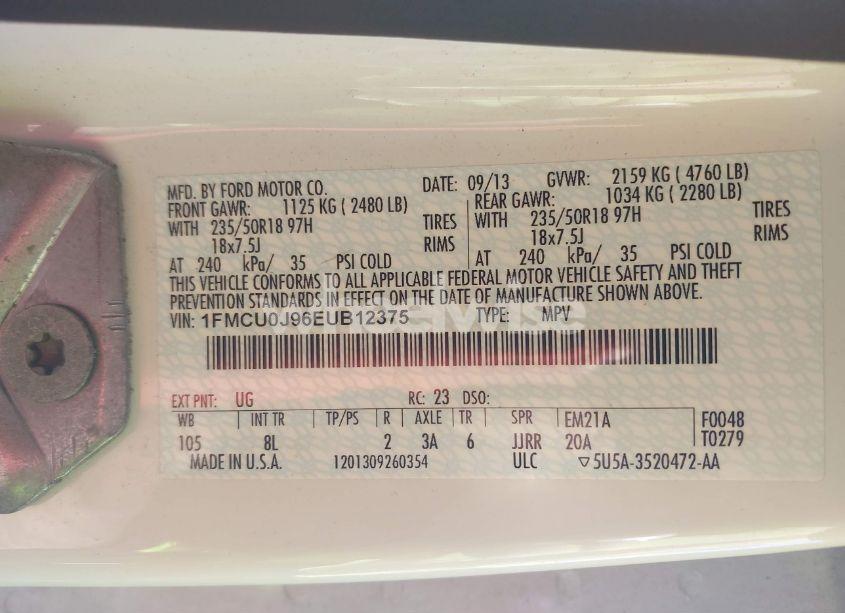 MFD. BY FORD MOTOR CO. DATE: 09/13 GVWR: 2159 KG ( 4760 LB)
FRONT GAWR: 1125 KG ( 2480 LB) REAR GAWR: 1034 KG ( 2280 LB)
WITH 235/50R18 97H TIRES WITH 235/50R18 97H TIRES
18x7.5J RIMS 18x7.5J RIMS
AT 240 kPa/ 35 PSI COLD AT 240 kPa/ 35 PSI COLD
THIS VEHICLE CONFORMS TO ALL APPLICABLE FEDERAL MOTOR VEHICLE SAFETY AND THEFT
PREVENTION STANDARDS IN EFFECT ON THE DATE OF MANUFACTURE SHOWN ABOVE.
VIN: 1FMCU0J96EUB12375 TYPE: MPV
EXT PNT: UG RC: 23 DSO:
WB INT TR TP/PS R AXLE TR SPR EM21A F0048
105 8L 2 3A 6 JJRR 20A T0279
MADE IN U.S.A. 1201309260354 ULC ▽5U5A-3520472-AA